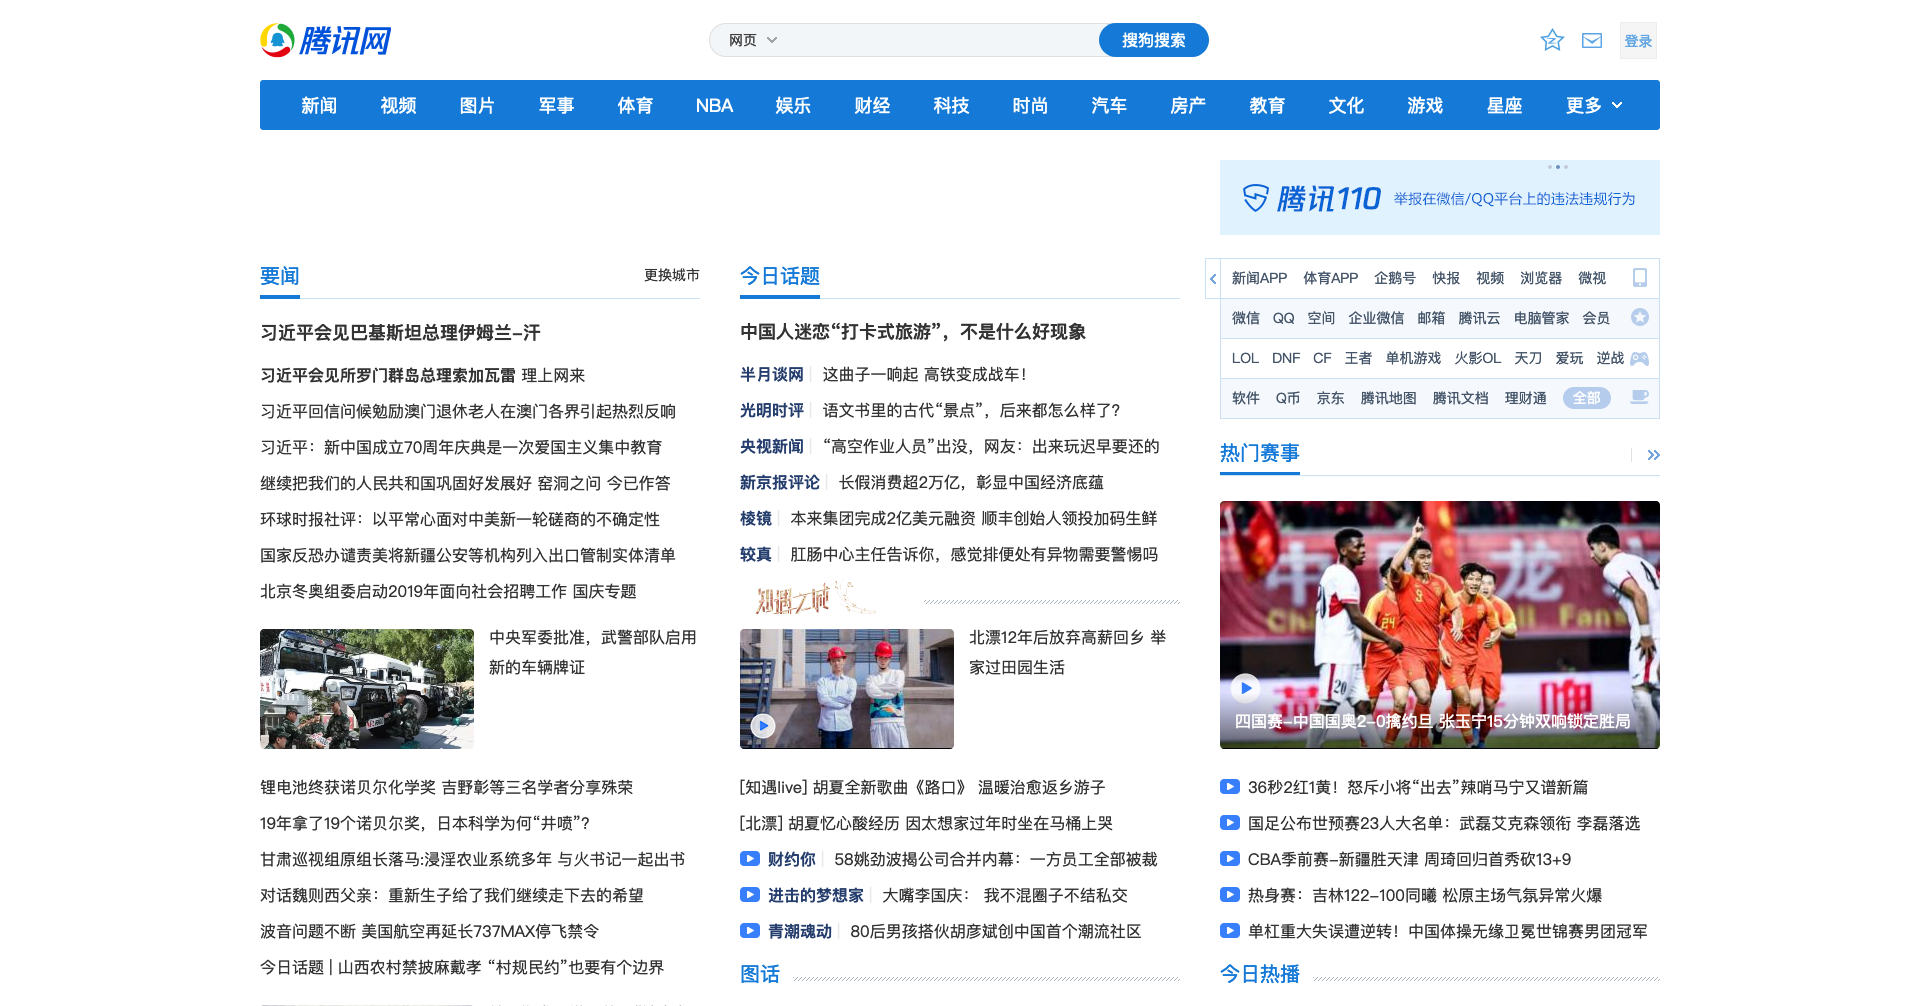 腾讯网
网页
搜狗搜索
登录
新闻 视频 图片 军事 体育 NBA 娱乐 财经 科技 时尚 汽车 房产 教育 文化 游戏 星座 更多
腾讯110 举报在微信/QQ平台上的违法违规行为
要闻
更换城市
习近平会见巴基斯坦总理伊姆兰-汗
习近平会见所罗门群岛总理索加瓦雷 理上网来
习近平回信问候勉励澳门退休老人在澳门各界引起热烈反响
习近平：新中国成立70周年庆典是一次爱国主义集中教育
继续把我们的人民共和国巩固好发展好 窑洞之问 今已作答
环球时报社评：以平常心面对中美新一轮磋商的不确定性
国家反恐办谴责美将新疆公安等机构列入出口管制实体清单
北京冬奥组委启动2019年面向社会招聘工作 国庆专题
中央军委批准，武警部队启用
新的车辆牌证
锂电池终获诺贝尔化学奖 吉野彰等三名学者分享殊荣
19年拿了19个诺贝尔奖，日本科学为何“井喷”?
甘肃巡视组原组长落马:浸淫农业系统多年 与火书记一起出书
对话魏则西父亲：重新生子给了我们继续走下去的希望
波音问题不断 美国航空再延长737MAX停飞禁令
今日话题 | 山西农村禁披麻戴孝 “村规民约”也要有个边界
今日话题
中国人迷恋“打卡式旅游”，不是什么好现象
半月谈网 这曲子一响起 高铁变成战车!
光明时评 语文书里的古代“景点”，后来都怎么样了?
央视新闻 “高空作业人员”出没，网友：出来玩迟早要还的
新京报评论 长假消费超2万亿，彰显中国经济底蕴
棱镜 本来集团完成2亿美元融资 顺丰创始人领投加码生鲜
较真 肛肠中心主任告诉你，感觉排便处有异物需要警惕吗
知遇之城
北漂12年后放弃高薪回乡 举
家过田园生活
[知遇live] 胡夏全新歌曲《路口》 温暖治愈返乡游子
[北漂] 胡夏忆心酸经历 因太想家过年时坐在马桶上哭
财约你 58姚劲波揭公司合并内幕：一方员工全部被裁
进击的梦想家 大嘴李国庆： 我不混圈子不结私交
青潮魂动 80后男孩搭伙胡彦斌创中国首个潮流社区
图话
新闻APP 体育APP 企鹅号 快报 视频 浏览器 微视
微信 QQ 空间 企业微信 邮箱 腾讯云 电脑管家 会员
LOL DNF CF 王者 单机游戏 火影OL 天刀 爱玩 逆战
软件 Q币 京东 腾讯地图 腾讯文档 理财通 全部
热门赛事
四国赛-中国国奥2-0擒约旦 张玉宁15分钟双响锁定胜局
36秒2红1黄！怒斥小将“出去”辣哨马宁又谱新篇
国足公布世预赛23人大名单：武磊艾克森领衔 李磊落选
CBA季前赛-新疆胜天津 周琦回归首秀砍13+9
热身赛：吉林122-100同曦 松原主场气氛异常火爆
单杠重大失误遭逆转！中国体操无缘卫冕世锦赛男团冠军
今日热播